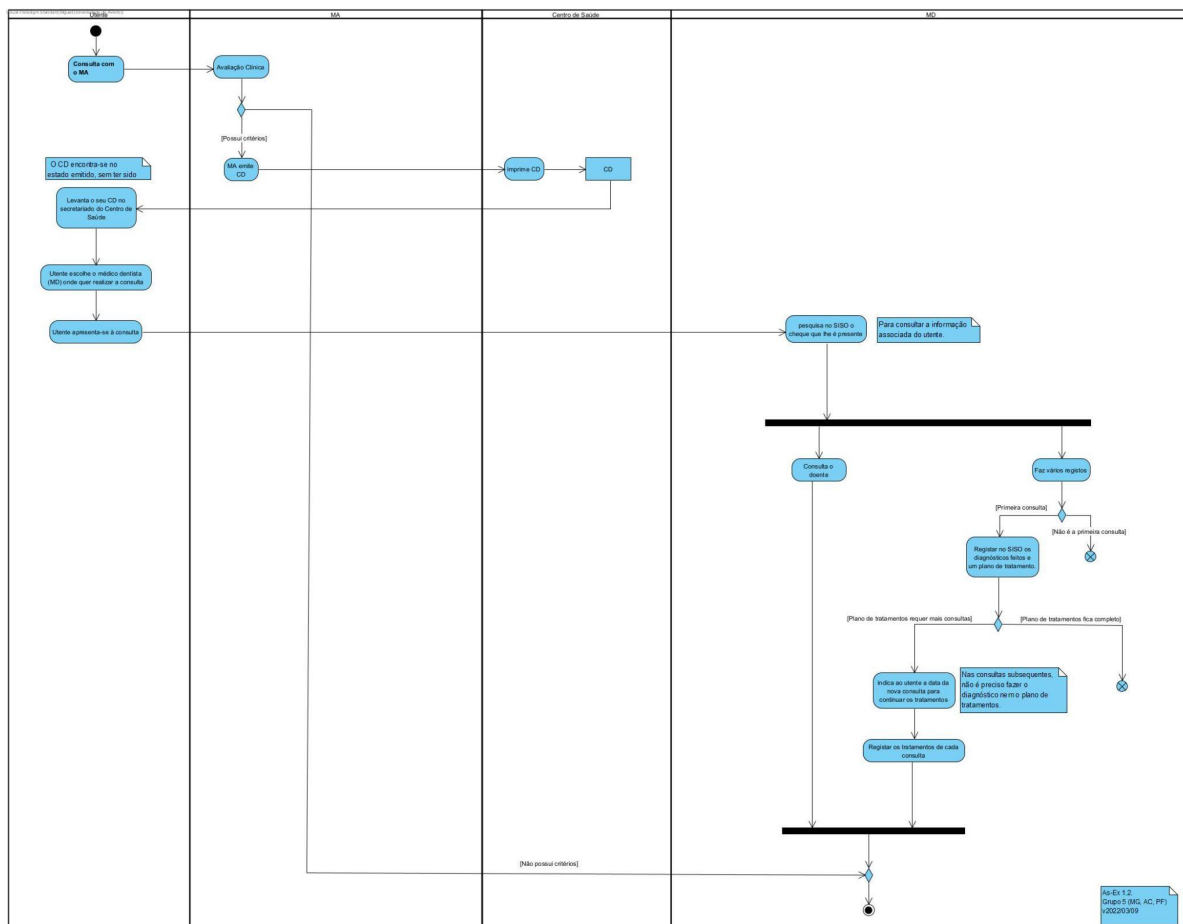 Utente
MA
Centro de Saúde
MD
Consulta com
o MA
Avaliação Clínica
[Possui critérios]
O CD encontra-se no
estado emitido, sem ter sido
MA emite
CD
Imprime CD
CD
Levanta o seu CD no
secretariado do Centro de
Saúde
Utente escolhe o médico dentista
(MD) onde quer realizar a consulta
Utente apresenta-se à consulta
pesquisa no SISO o
cheque que lhe é presente
Para consultar a informação
associada do utente.
Consulta o
doente
Faz vários registos
[Primeira consulta]
[Não é a primeira consulta]
Registar no SISO os
diagnósticos feitos e
um plano de tratamento.
[Plano de tratamentos requer mais consultas]
[Plano de tratamentos fica completo]
indica ao utente a data da
nova consulta para
continuar os tratamentos
Nas consultas subsequentes,
não é preciso fazer o
diagnóstico nem o plano de
tratamentos.
Registar os tratamentos de cada
consulta
[Não possui critérios]
As-Ex 1.2.
Grupo 5 (MG, AC, PF)
v2022/03/09